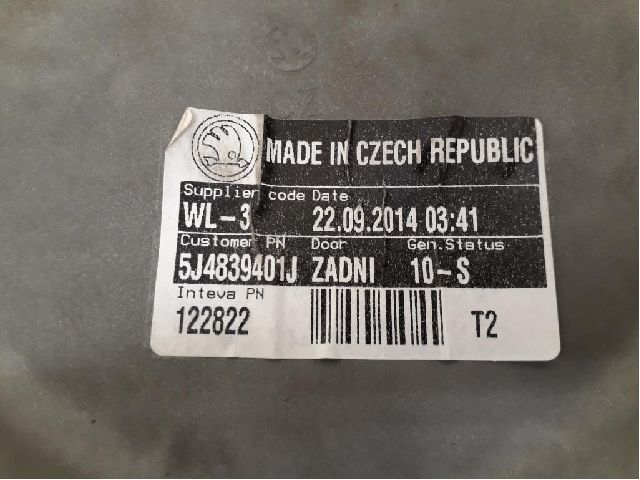 MADE IN CZECH REPUBLIC
Supplier code Date
WL-3 22.09.2014 03:41
Customer PN Door Gen.Status
5J4839401J ZADNI 10-S
Inteva PN
122822 T2